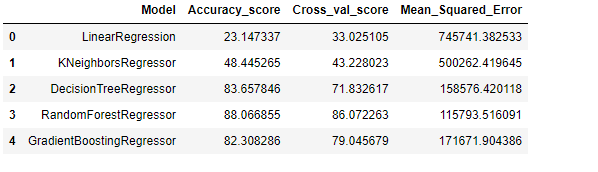 Model Accuracy_score Cross_val_score Mean_Squared_Error
0 LinearRegression 23.147337 33.025105 745741.382533
1 KNeighborsRegressor 48.445265 43.228023 500262.419645
2 DecisionTreeRegressor 83.657846 71.832617 158576.420118
3 RandomForestRegressor 88.066855 86.072263 115793.516091
4 GradientBoostingRegressor 82.308286 79.045679 171671.904386